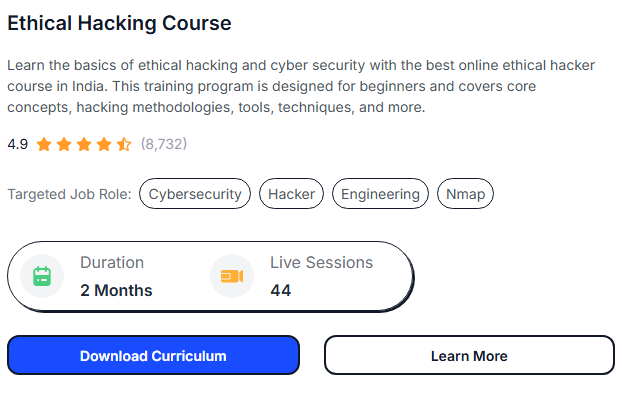 Ethical Hacking Course
Learn the basics of ethical hacking and cyber security with the best online ethical hacker
course in India. This training program is designed for beginners and covers core
concepts, hacking methodologies, tools, techniques, and more.
4.9 (8,732)
Targeted Job Role: Cybersecurity Hacker Engineering Nmap
Duration Live Sessions
2 Months 44
Download Curriculum Learn More